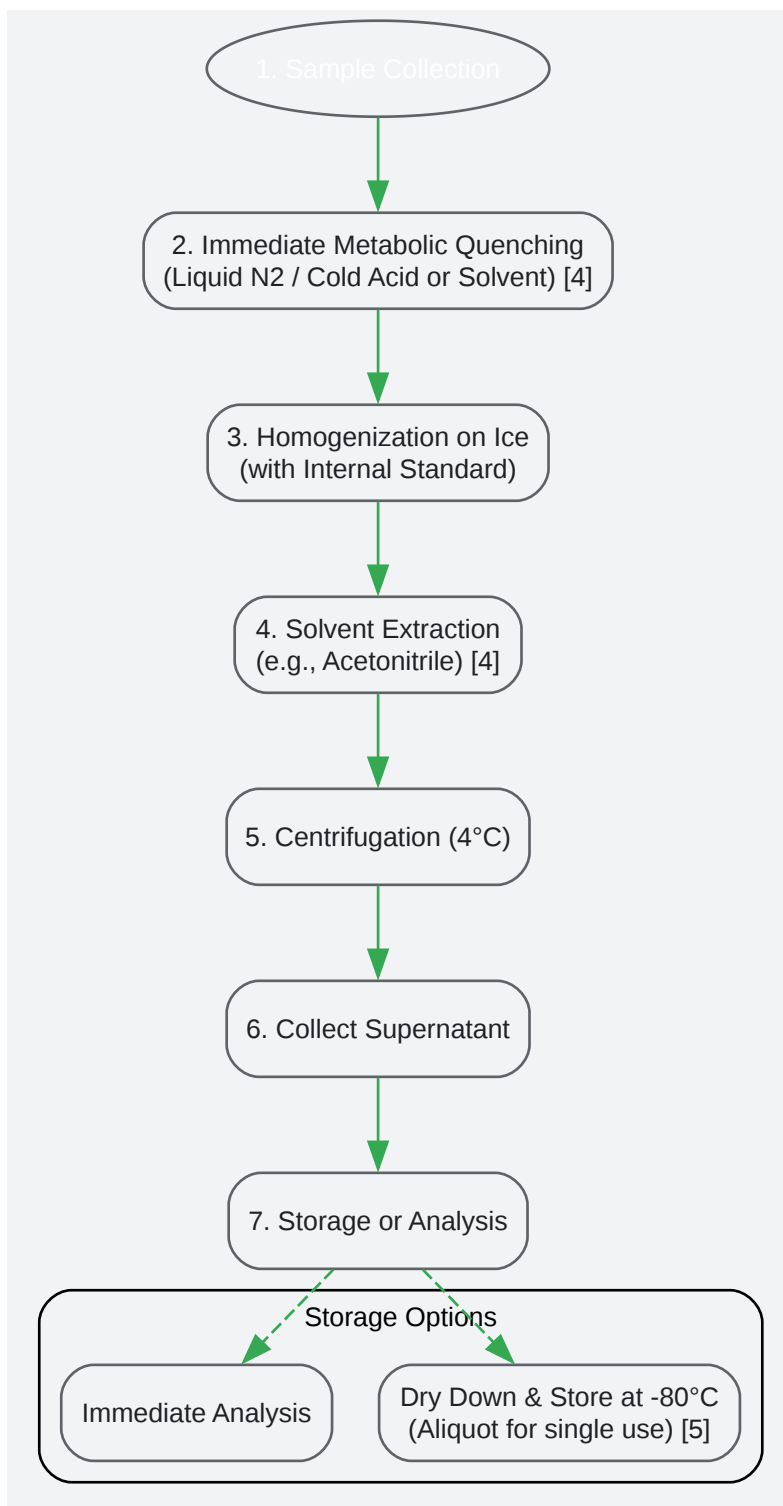 1. Sample Collection
2. Immediate Metabolic Quenching
(Liquid N2 / Cold Acid or Solvent) [4]
3. Homogenization on Ice
(with Internal Standard)
4. Solvent Extraction
(e.g., Acetonitrile) [4]
5. Centrifugation (4°C)
6. Collect Supernatant
7. Storage or Analysis
Storage Options
Immediate Analysis
Dry Down & Store at -80°C
(Aliquot for single use) [5]